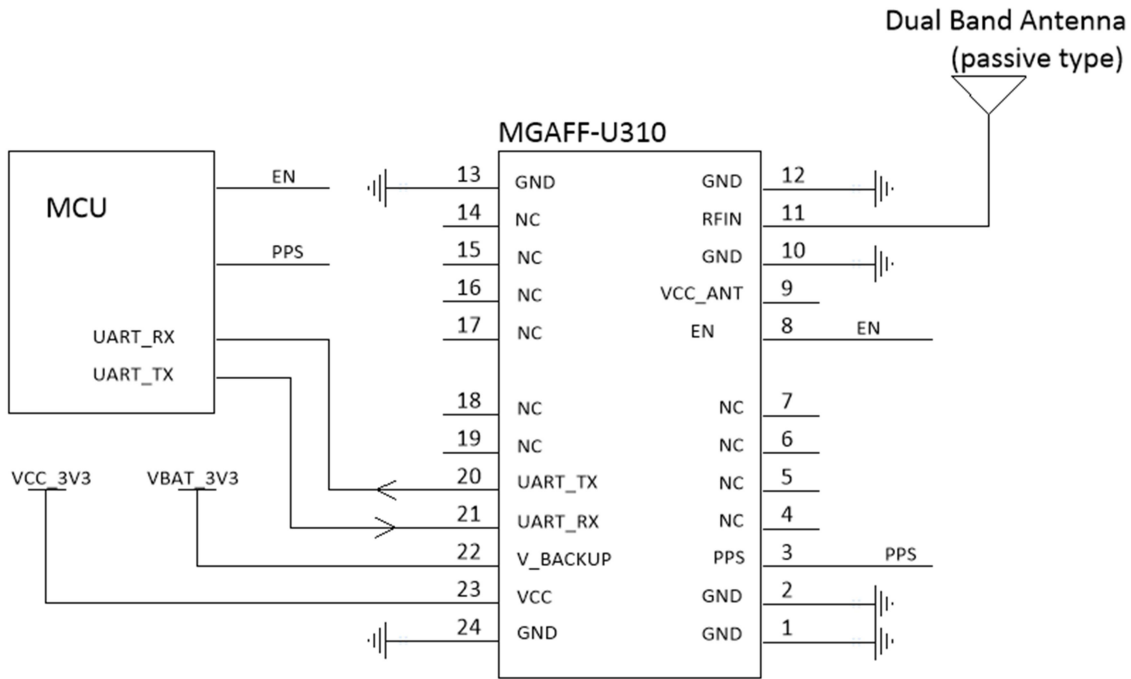 Dual Band Antenna
(passive type)
MGAFF-U310
MCU
EN
PPS
UART_RX
UART_TX
VCC_3V3
VBAT_3V3
13 GND
14 NC
15 NC
16 NC
17 NC
18 NC
19 NC
20 UART_TX
21 UART_RX
22 V_BACKUP
23 VCC
24 GND
GND 12
RFIN 11
GND 10
VCC_ANT 9
EN 8 EN
NC 7
NC 6
NC 5
NC 4
PPS 3 PPS
GND 2
GND 1